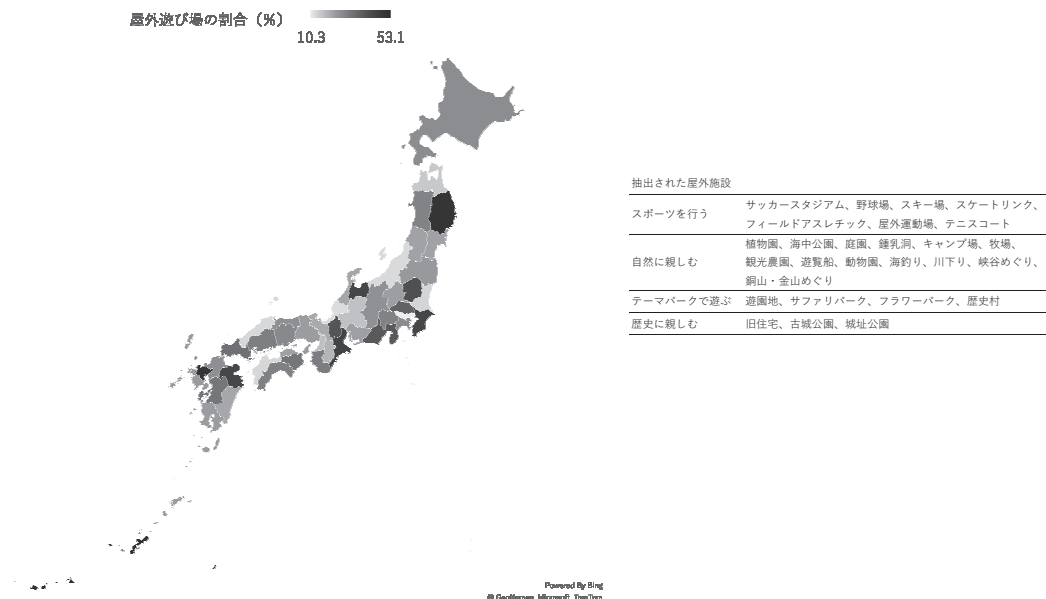 屋外遊び場の割合（%）
10.3 53.1
抽出された屋外施設
スポーツを行う
サッカースタジアム、野球場、スキー場、スケートリンク、
フィールドアスレチック、屋外運動場、テニスコート
自然に親しむ
植物園、海中公園、庭園、鍾乳洞、キャンプ場、牧場、
観光農園、遊覧船、動物園、海釣り、川下り、峡谷めぐり、
銅山・金山めぐり
テーマパークで遊ぶ 遊園地、サファリパーク、フラワーパーク、歴史村
歴史に親しむ 旧住宅、古城公園、城址公園
Powered By Bing
© GeoNames, Microsoft, TomTom